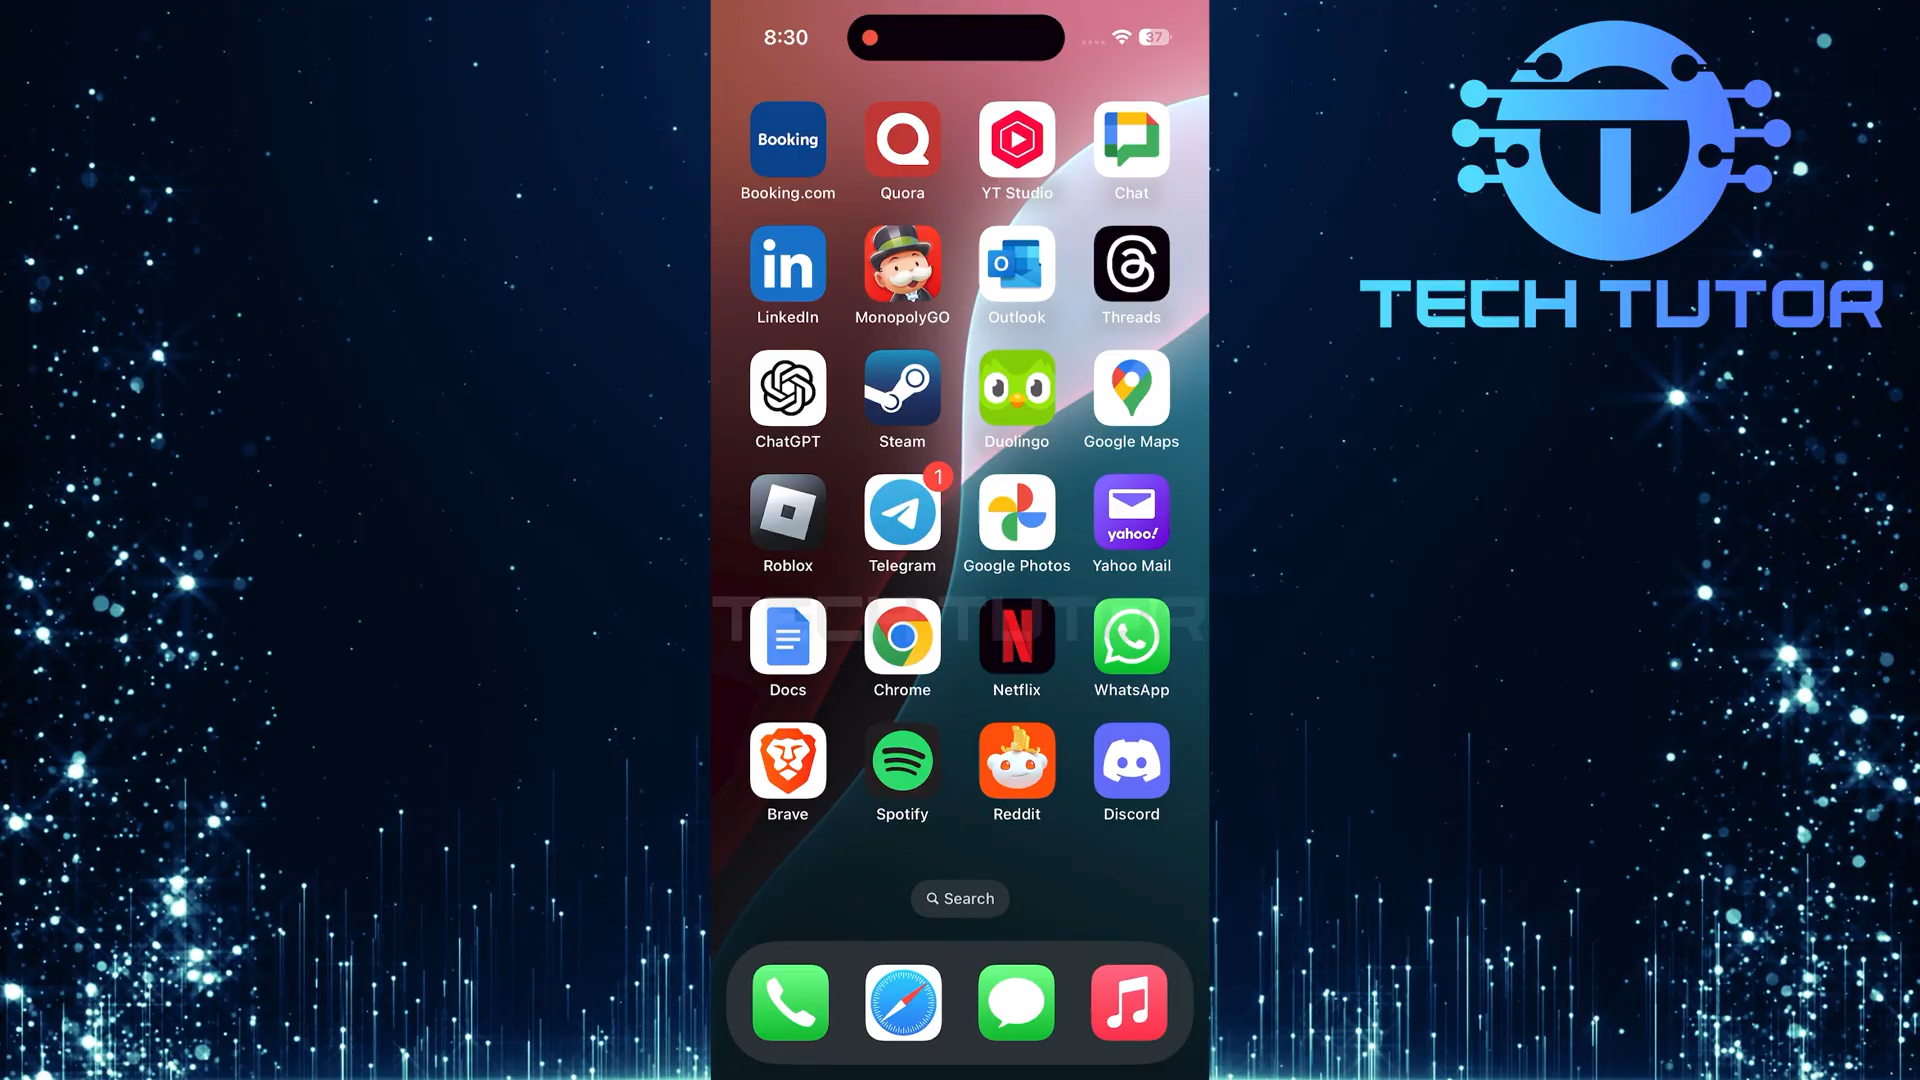 8:30
37
TECH TUTOR
Booking
Booking.com
Quora
YT Studio
Chat
in
LinkedIn
MonopolyGO
O
Outlook
Threads
ChatGPT
Steam
Duolingo
Google Maps
1
yahoo!
Roblox
Telegram
Google Photos
Yahoo Mail
TECH TUTOR
N
Docs
Chrome
Netflix
WhatsApp
Brave
Spotify
Reddit
Discord
Search